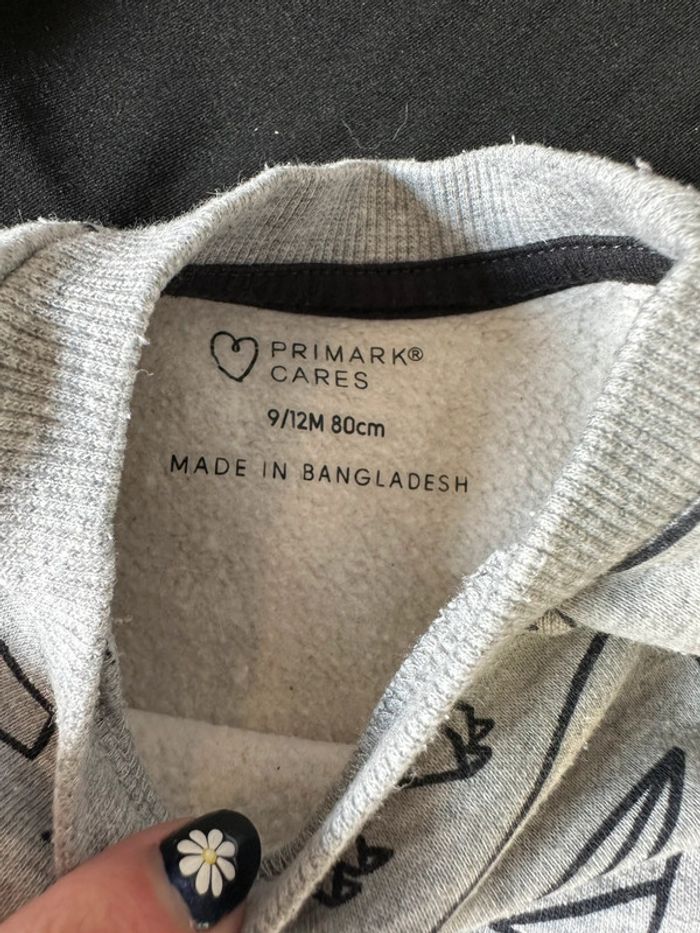 PRIMARK®
CARES
9/12M 80cm
MADE IN BANGLADESH